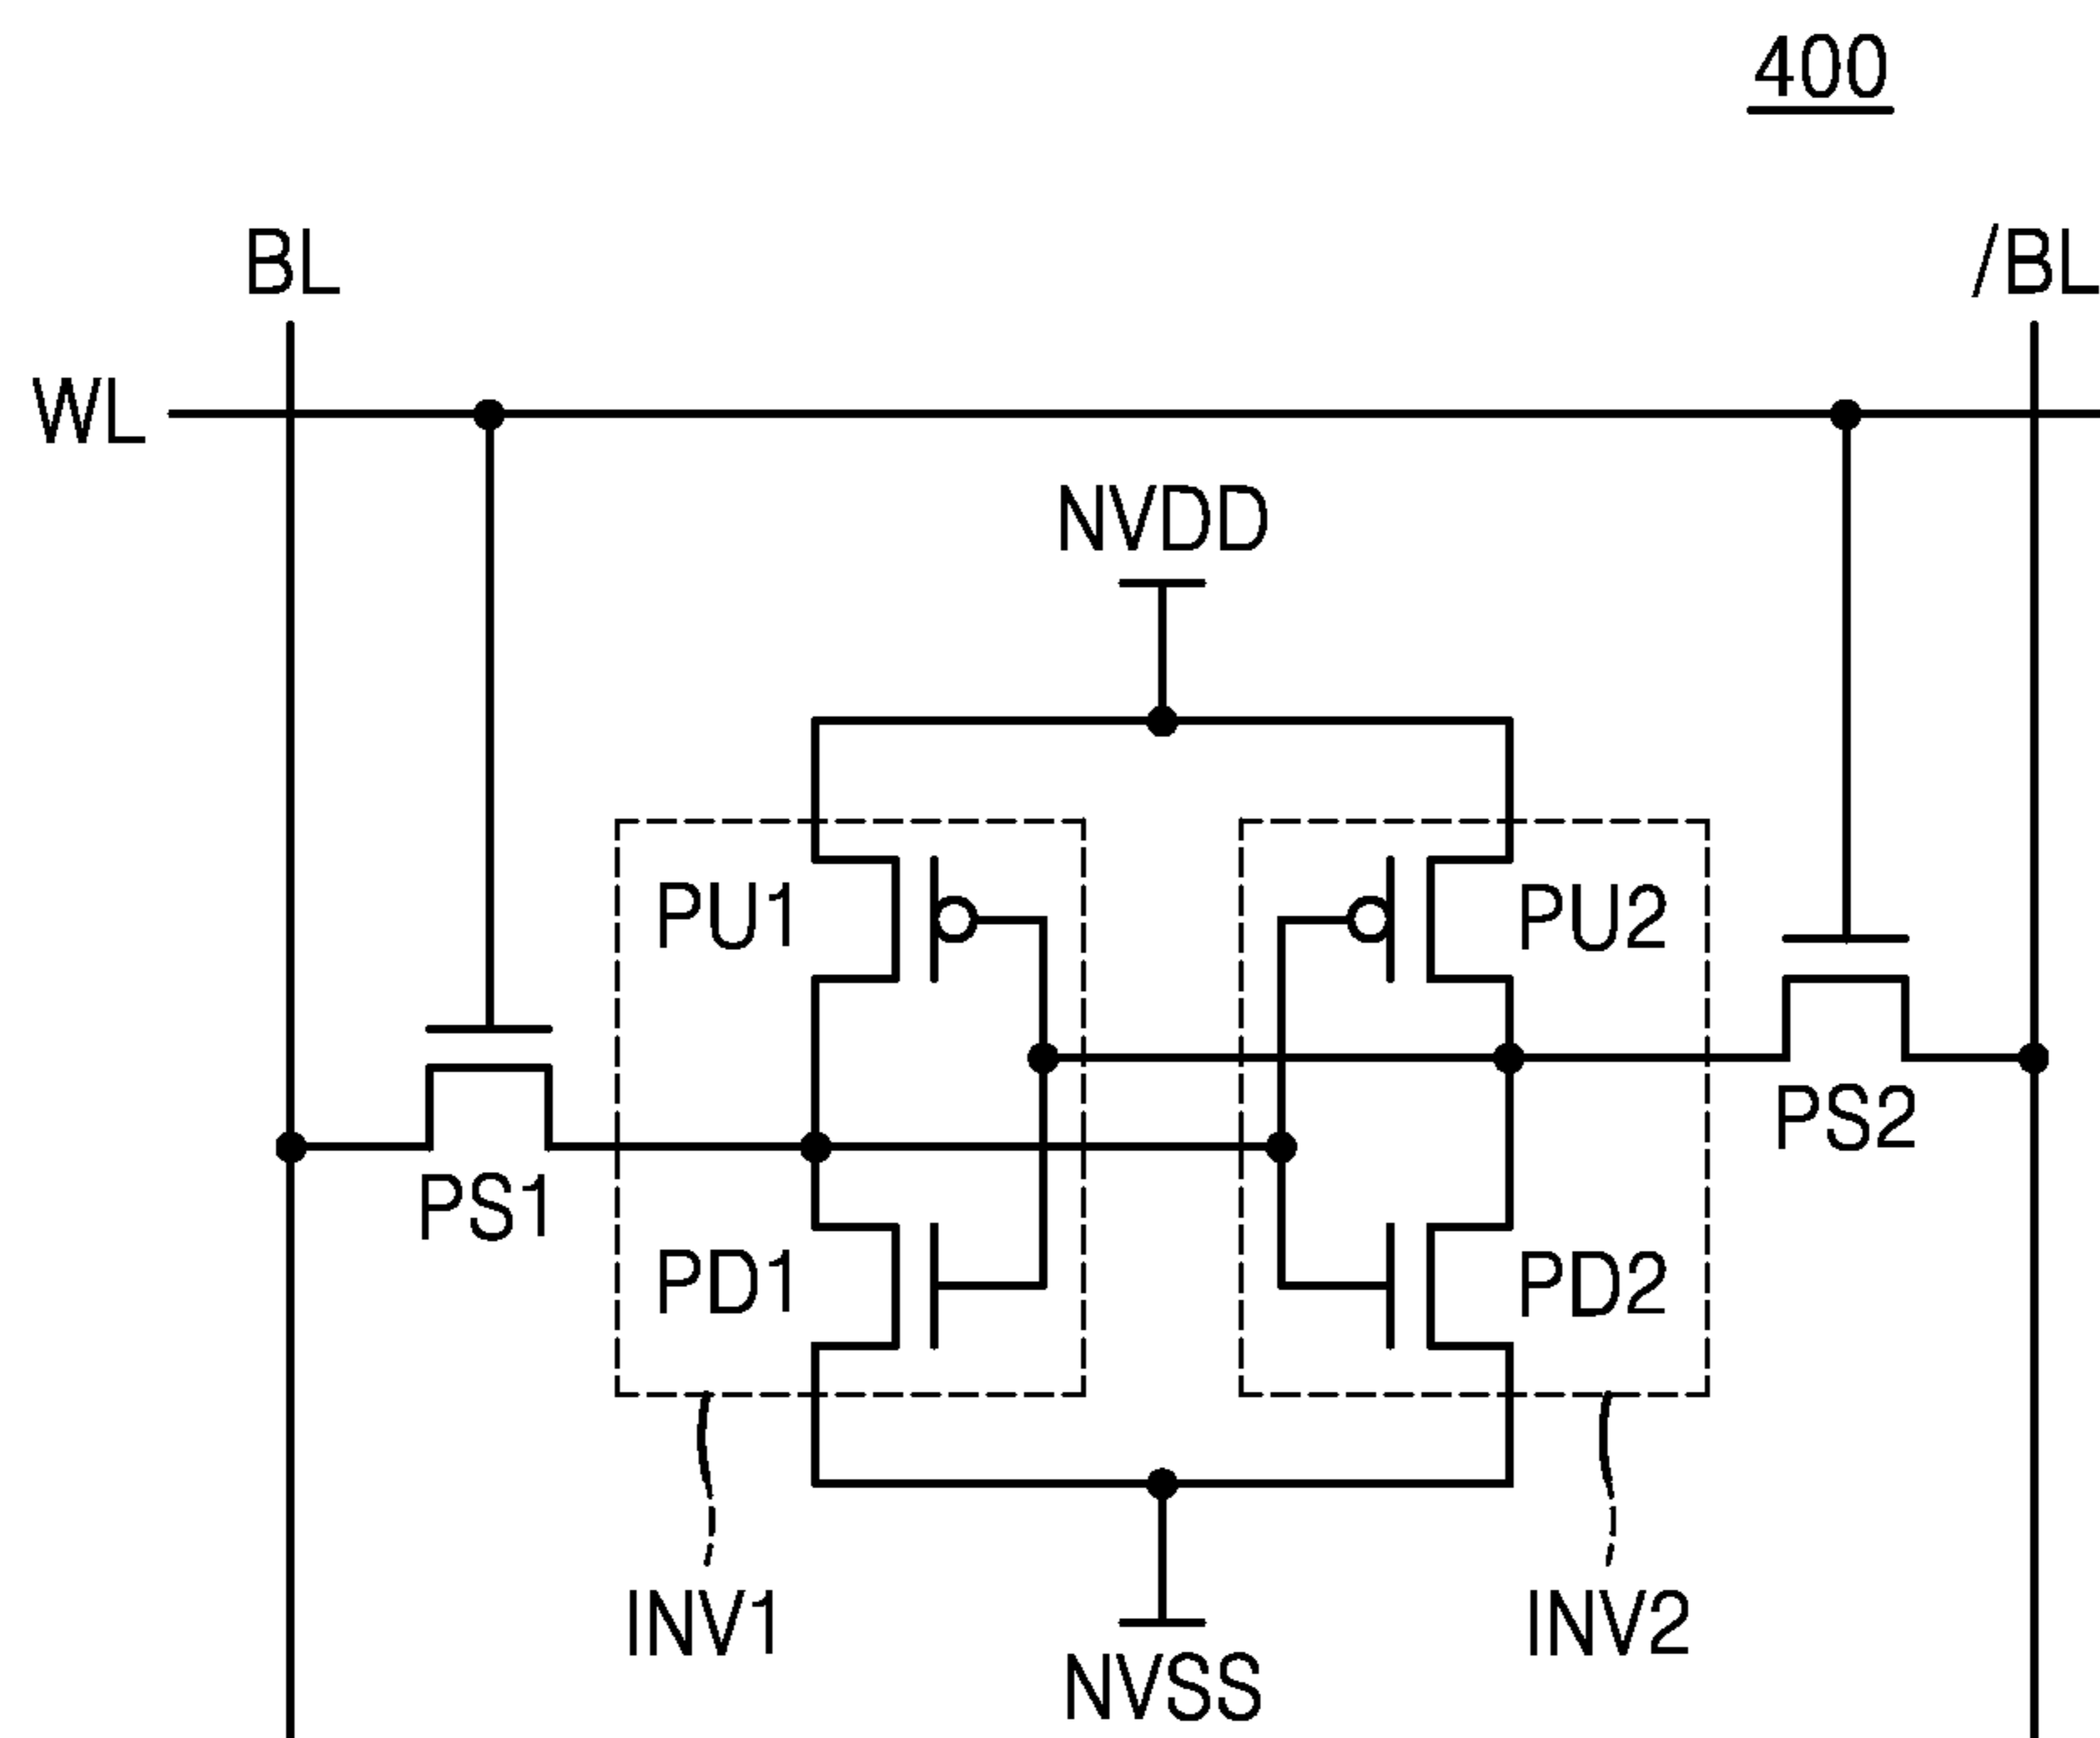 400
BL
/BL
WL
NVDD
PU1
PU2
PS1
PS2
PD1
PD2
INV1
INV2
NVSS